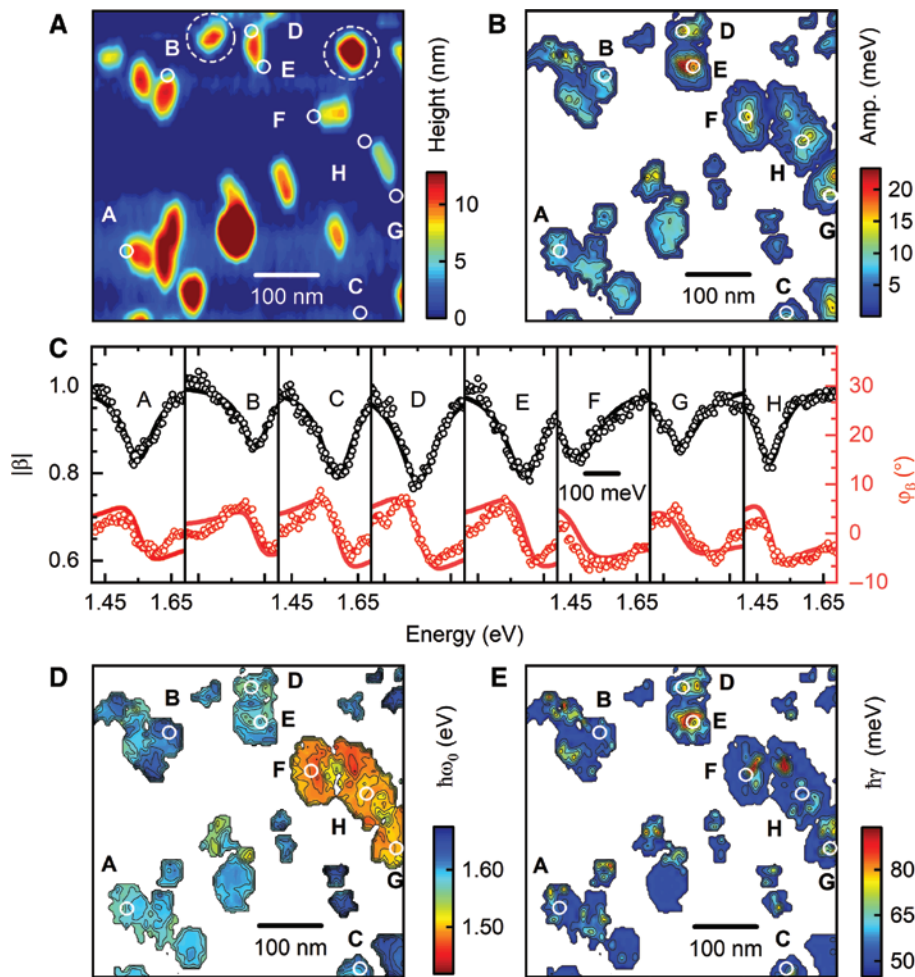 A
B
D
E
F
H
A
G
C
100 nm
Height (nm)
10
5
0
B
B
D
E
F
H
A
G
C
100 nm
Amp. (meV)
20
15
10
5
C
1.0
0.8
0.6
|β|
A
B
C
D
E
F
G
H
100 meV
30
20
10
0
−10
φβ (°)
1.45
1.65
1.45
1.65
1.45
1.65
1.45
1.65
Energy (eV)
D
B
D
E
F
H
A
G
C
100 nm
ħω0 (eV)
1.60
1.50
E
B
D
E
F
H
A
G
C
100 nm
ħγ (meV)
80
65
50